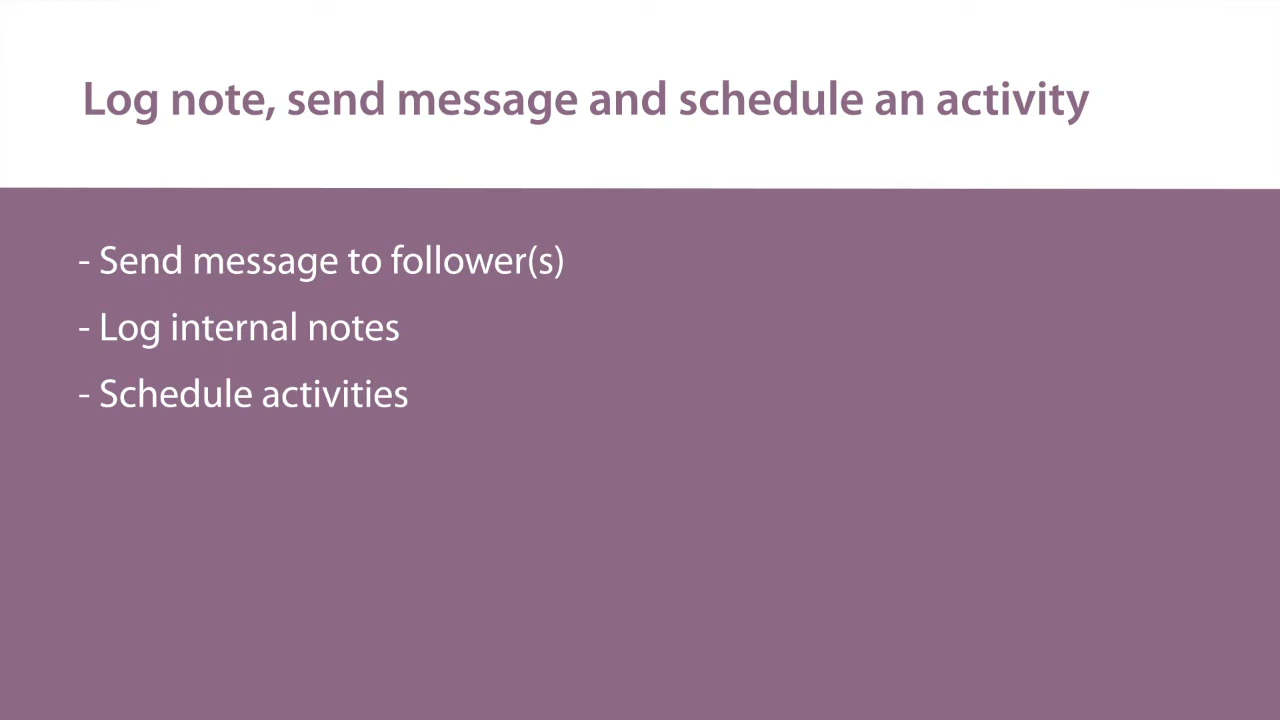 Log note, send message and schedule an activity
- Send message to follower(s)
- Log internal notes
- Schedule activities